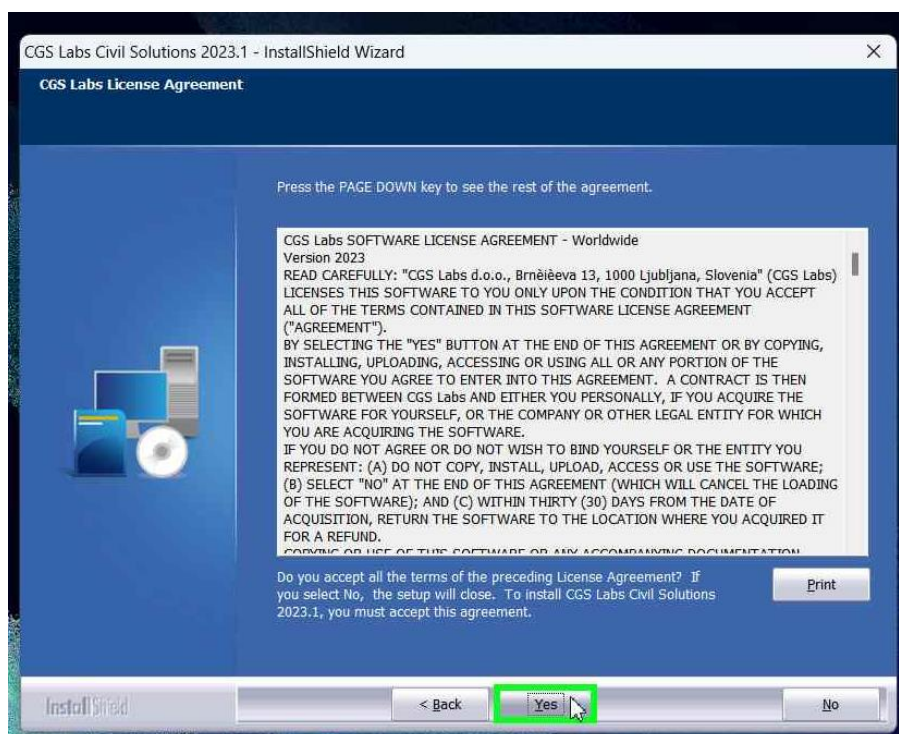 CGS Labs Civil Solutions 2023.1 - InstallShield Wizard
CGS Labs License Agreement
Press the PAGE DOWN key to see the rest of the agreement.
CGS Labs SOFTWARE LICENSE AGREEMENT - Worldwide
Version 2023
READ CAREFULLY: "CGS Labs d.o.o., Brnèièeva 13, 1000 Ljubljana, Slovenia" (CGS Labs)
LICENSES THIS SOFTWARE TO YOU ONLY UPON THE CONDITION THAT YOU ACCEPT
ALL OF THE TERMS CONTAINED IN THIS SOFTWARE LICENSE AGREEMENT
("AGREEMENT").
BY SELECTING THE "YES" BUTTON AT THE END OF THIS AGREEMENT OR BY COPYING,
INSTALLING, UPLOADING, ACCESSING OR USING ALL OR ANY PORTION OF THE
SOFTWARE YOU AGREE TO ENTER INTO THIS AGREEMENT. A CONTRACT IS THEN
FORMED BETWEEN CGS Labs AND EITHER YOU PERSONALLY, IF YOU ACQUIRE THE
SOFTWARE FOR YOURSELF, OR THE COMPANY OR OTHER LEGAL ENTITY FOR WHICH
YOU ARE ACQUIRING THE SOFTWARE.
IF YOU DO NOT AGREE OR DO NOT WISH TO BIND YOURSELF OR THE ENTITY YOU
REPRESENT: (A) DO NOT COPY, INSTALL, UPLOAD, ACCESS OR USE THE SOFTWARE;
(B) SELECT "NO" AT THE END OF THIS AGREEMENT (WHICH WILL CANCEL THE LOADING
OF THE SOFTWARE); AND (C) WITHIN THIRTY (30) DAYS FROM THE DATE OF
ACQUISITION, RETURN THE SOFTWARE TO THE LOCATION WHERE YOU ACQUIRED IT
FOR A REFUND.
COPYING OR USE OF THIS SOFTWARE OR ANY ACCOMPANYING DOCUMENTATION
Do you accept all the terms of the preceding License Agreement? If
you select No, the setup will close. To install CGS Labs Civil Solutions
2023.1, you must accept this agreement.
Print
InstallShield
< Back
Yes
No